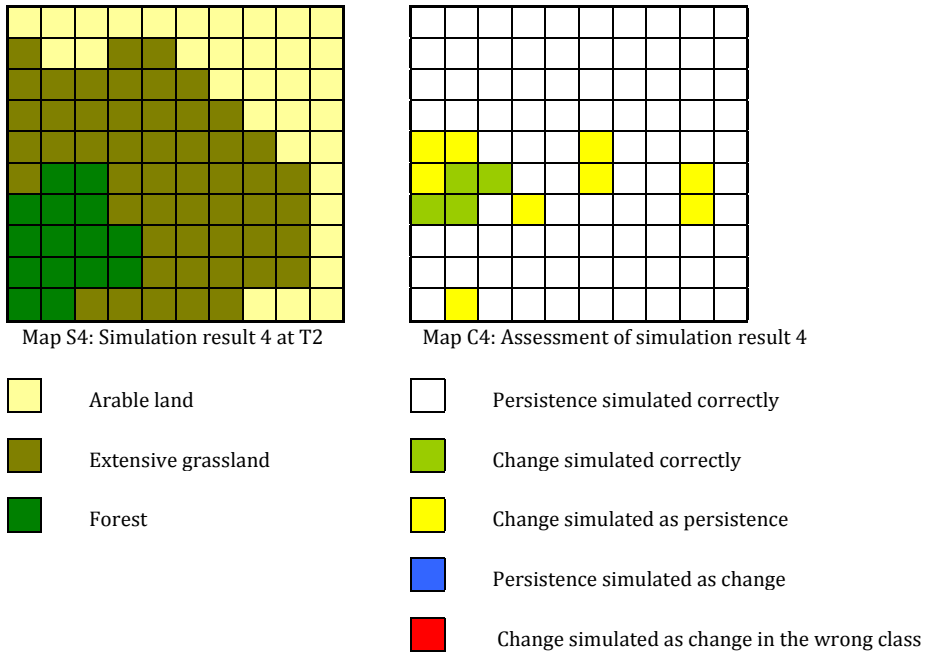 Map S4: Simulation result 4 at T2
Map C4: Assessment of simulation result 4
Arable land
Persistence simulated correctly
Extensive grassland
Change simulated correctly
Forest
Change simulated as persistence
Persistence simulated as change
Change simulated as change in the wrong class